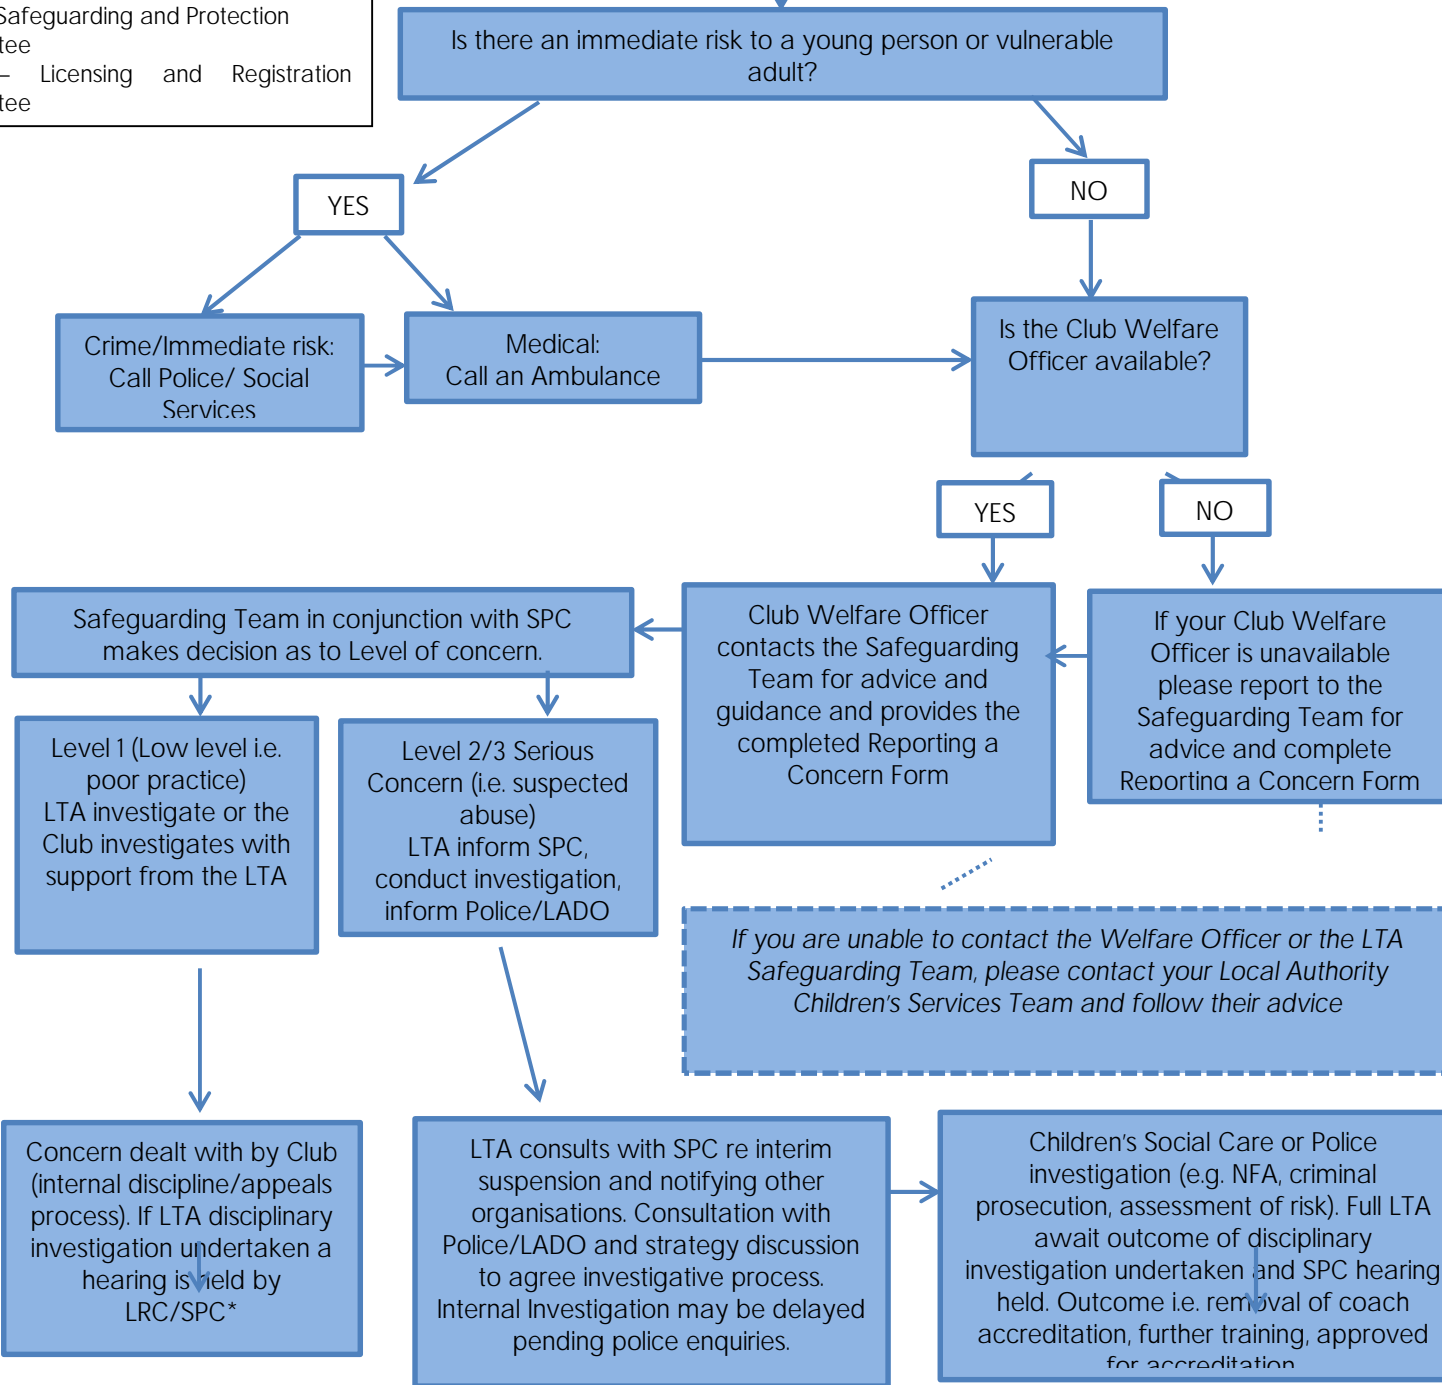 Safeguarding and Protection
tee
– Licensing and Registration
tee
Is there an immediate risk to a young person or vulnerable
adult?
YES
NO
Crime/Immediate risk:
Call Police/ Social
Services
Medical:
Call an Ambulance
Is the Club Welfare
Officer available?
YES
NO
Safeguarding Team in conjunction with SPC
makes decision as to Level of concern.
Club Welfare Officer
contacts the Safeguarding
Team for advice and
guidance and provides the
completed Reporting a
Concern Form
If your Club Welfare
Officer is unavailable
please report to the
Safeguarding Team for
advice and complete
Reporting a Concern Form
Level 1 (Low level i.e.
poor practice)
LTA investigate or the
Club investigates with
support from the LTA
Level 2/3 Serious
Concern (i.e. suspected
abuse)
LTA inform SPC,
conduct investigation,
inform Police/LADO
If you are unable to contact the Welfare Officer or the LTA
Safeguarding Team, please contact your Local Authority
Children's Services Team and follow their advice
Concern dealt with by Club
(internal discipline/appeals
process). If LTA disciplinary
investigation undertaken a
hearing is held by
LRC/SPC*
LTA consults with SPC re interim
suspension and notifying other
organisations. Consultation with
Police/LADO and strategy discussion
to agree investigative process.
Internal Investigation may be delayed
pending police enquiries.
Children's Social Care or Police
investigation (e.g. NFA, criminal
prosecution, assessment of risk). Full LTA
await outcome of disciplinary
investigation undertaken and SPC hearing
held. Outcome i.e. removal of coach
accreditation, further training, approved
for accreditation